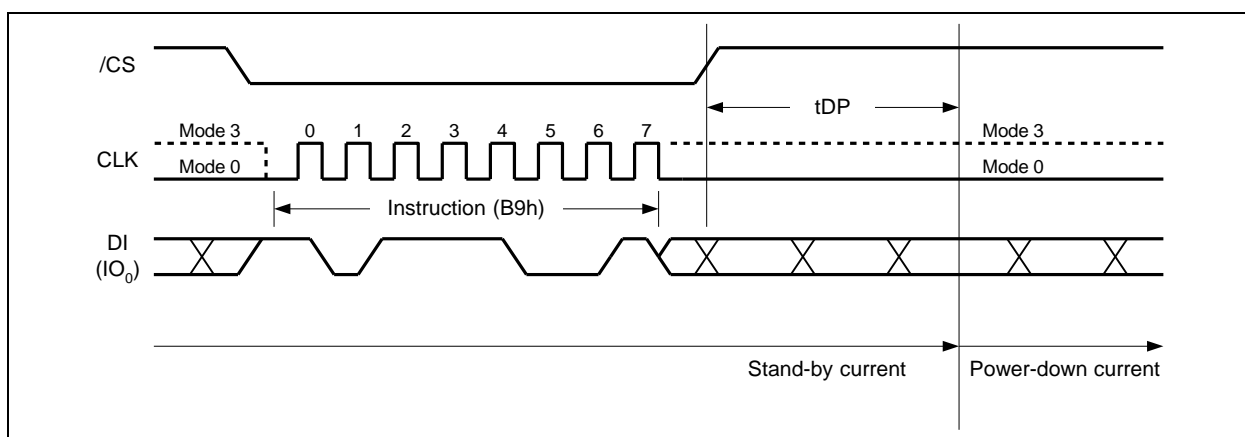 /CS
tDP
Mode 3 0 1 2 3 4 5 6 7 Mode 3
CLK
Mode 0 Mode 0
Instruction (B9h)
DI
(IO₀)
Stand-by current Power-down current